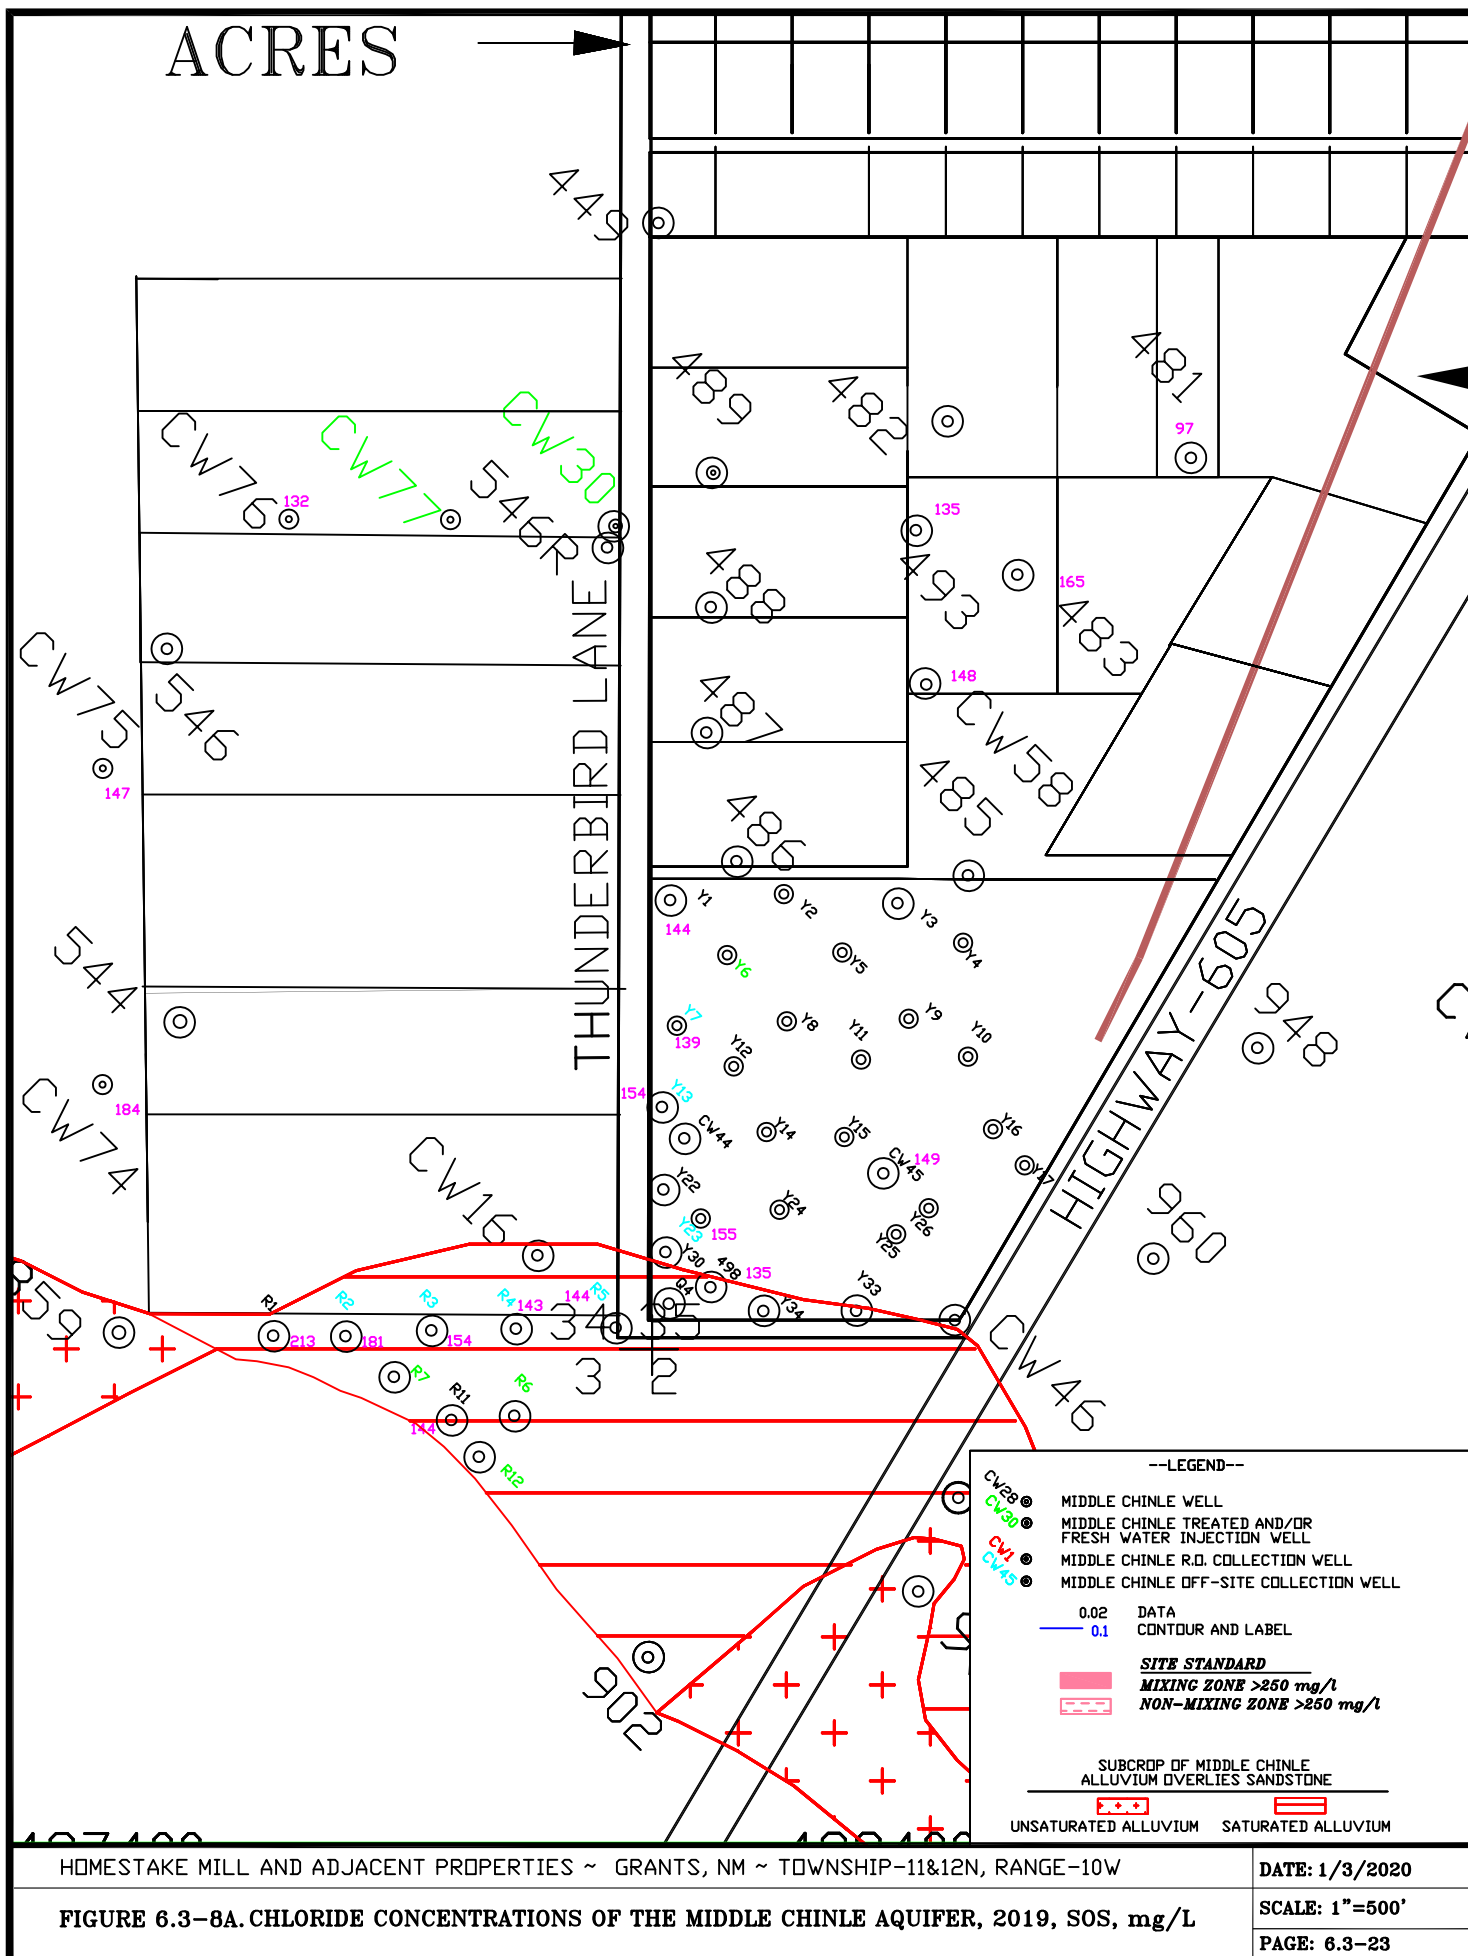 ACRES
449
489
482
481
97
CW76
132
CW77
CW30
546R
135
493
165
483
488
CW75
546
147
THUNDERBIRD LANE
487
148
CW58
485
486
Y1
144
Y2
Y3
Y4
Y5
Y6
544
Y7
139
Y8
Y9
Y10
Y11
Y12
948
HIGHWAY-605
184
CW74
154
Y13
CW44
Y14
Y15
Y16
Y17
CW45
149
CW16
Y22
Y23
155
Y24
Y25
Y26
960
Y30
498
135
Q4
Y34
Y33
859
R1
213
R2
181
R3
154
R4
143
144
R5
34
35
3
2
CW46
R7
R11
144
R6
R12
902
--LEGEND--
CW28 MIDDLE CHINLE WELL
CW30 MIDDLE CHINLE TREATED AND/OR
FRESH WATER INJECTION WELL
CW1 MIDDLE CHINLE R.O. COLLECTION WELL
CW45 MIDDLE CHINLE OFF-SITE COLLECTION WELL
0.02 DATA
0.1 CONTOUR AND LABEL
SITE STANDARD
MIXING ZONE >250 mg/l
NON-MIXING ZONE >250 mg/l
SUBCROP OF MIDDLE CHINLE
ALLUVIUM OVERLIES SANDSTONE
UNSATURATED ALLUVIUM SATURATED ALLUVIUM
HOMESTAKE MILL AND ADJACENT PROPERTIES ~ GRANTS, NM ~ TOWNSHIP-11&12N, RANGE-10W
DATE: 1/3/2020
FIGURE 6.3-8A. CHLORIDE CONCENTRATIONS OF THE MIDDLE CHINLE AQUIFER, 2019, SOS, mg/L
SCALE: 1"=500'
PAGE: 6.3-23